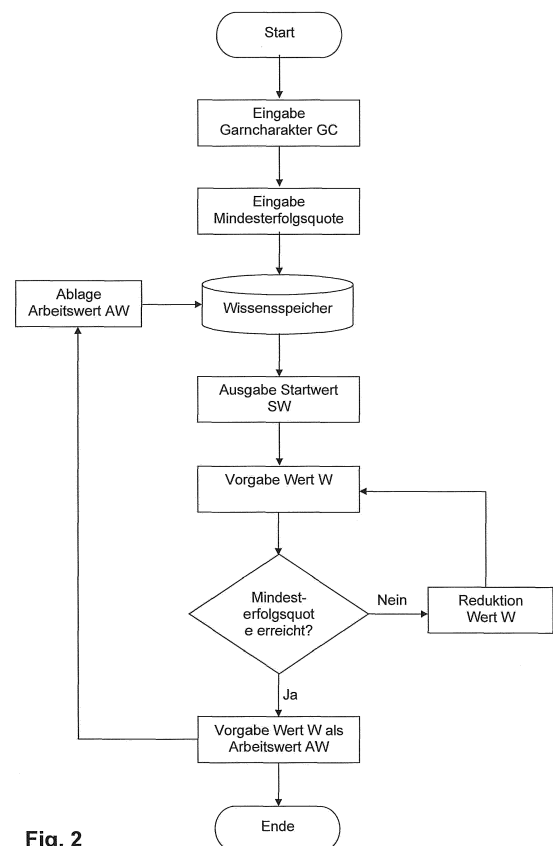 Start
Eingabe
Garncharakter GC
Eingabe
Mindesterfolgsquote
Ablage
Arbeitswert AW
Wissensspeicher
Ausgabe Startwert
SW
Vorgabe Wert W
Mindest-
erfolgsquot
e erreicht?
Nein
Reduktion
Wert W
Ja
Vorgabe Wert W als
Arbeitswert AW
Ende
Fig. 2